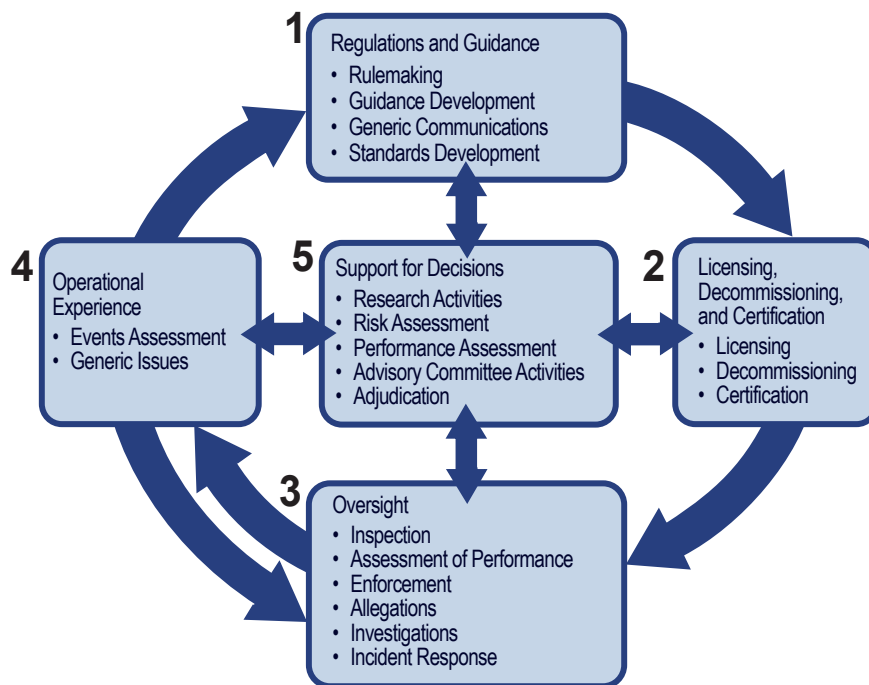 1
Regulations and Guidance
• Rulemaking
• Guidance Development
• Generic Communications
• Standards Development
4
Operational
Experience
• Events Assessment
• Generic Issues
5
Support for Decisions
• Research Activities
• Risk Assessment
• Performance Assessment
• Advisory Committee Activities
• Adjudication
2
Licensing,
Decommissioning,
and Certification
• Licensing
• Decommissioning
• Certification
3
Oversight
• Inspection
• Assessment of Performance
• Enforcement
• Allegations
• Investigations
• Incident Response